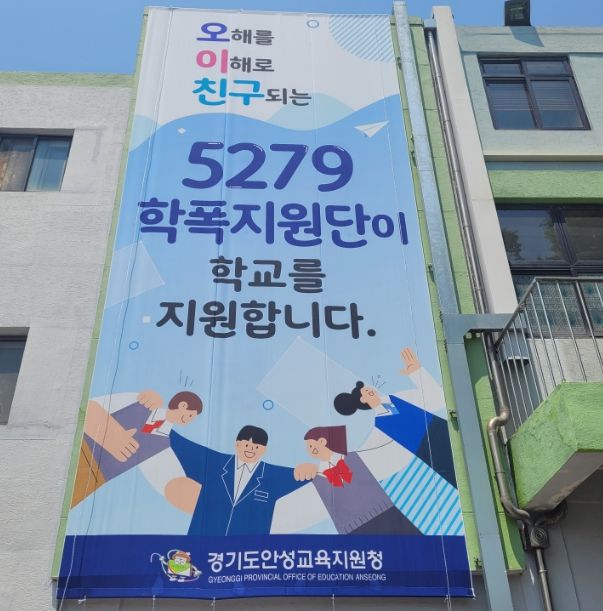 오해를
이해로
친구되는
5279
학폭지원단이
학교를
지원합니다.
경기도안성교육지원청
GYEONGGI PROVINCIAL OFFICE OF EDUCATION ANSEONG